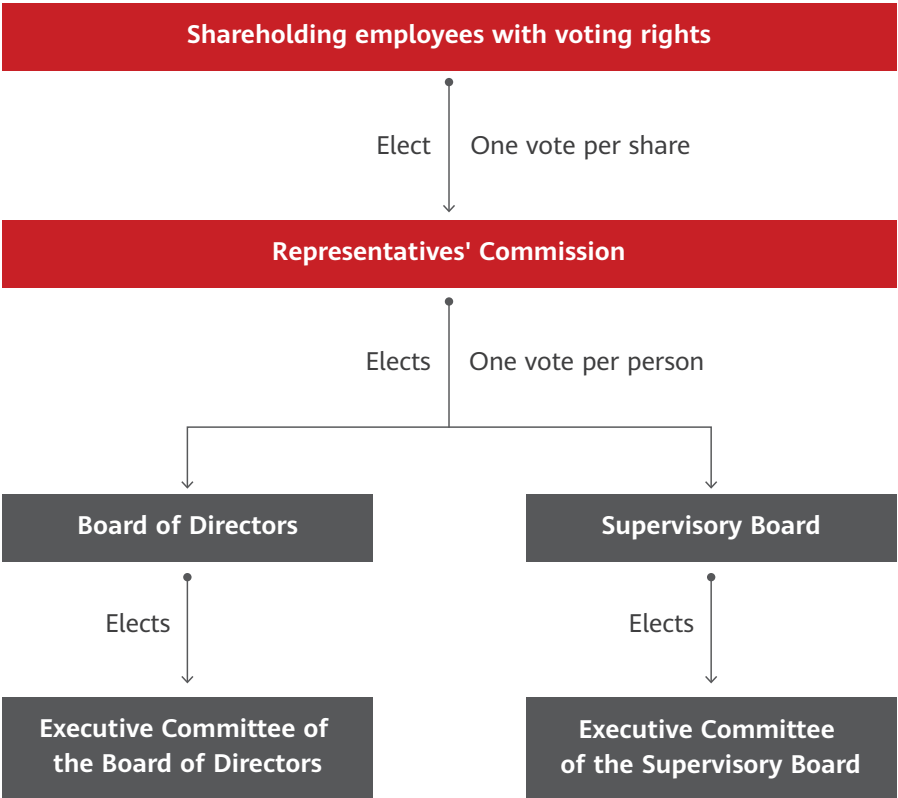 Shareholding employees with voting rights
Elect
One vote per share
Representatives' Commission
Elects
One vote per person
Board of Directors
Supervisory Board
Elects
Elects
Executive Committee of
the Board of Directors
Executive Committee
of the Supervisory Board